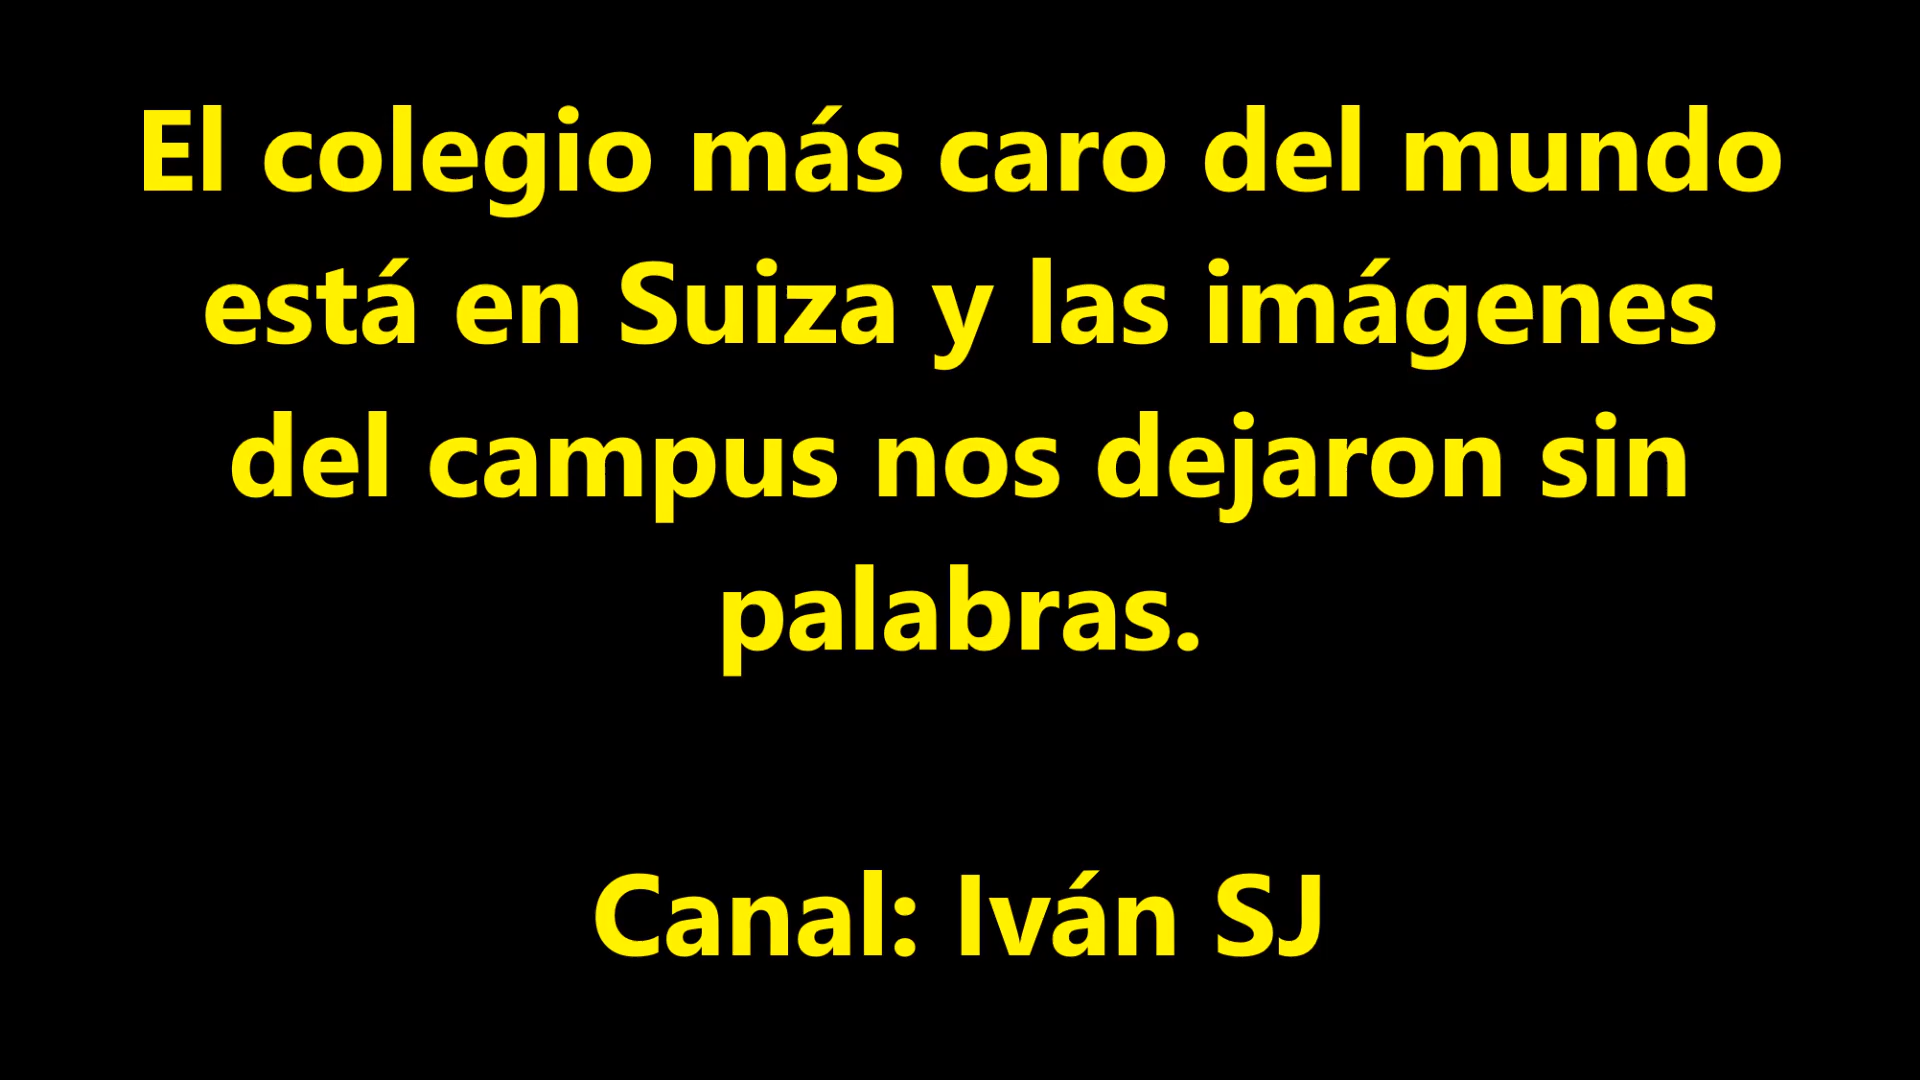 El colegio más caro del mundo
está en Suiza y las imágenes
del campus nos dejaron sin
palabras.
Canal: Iván SJ